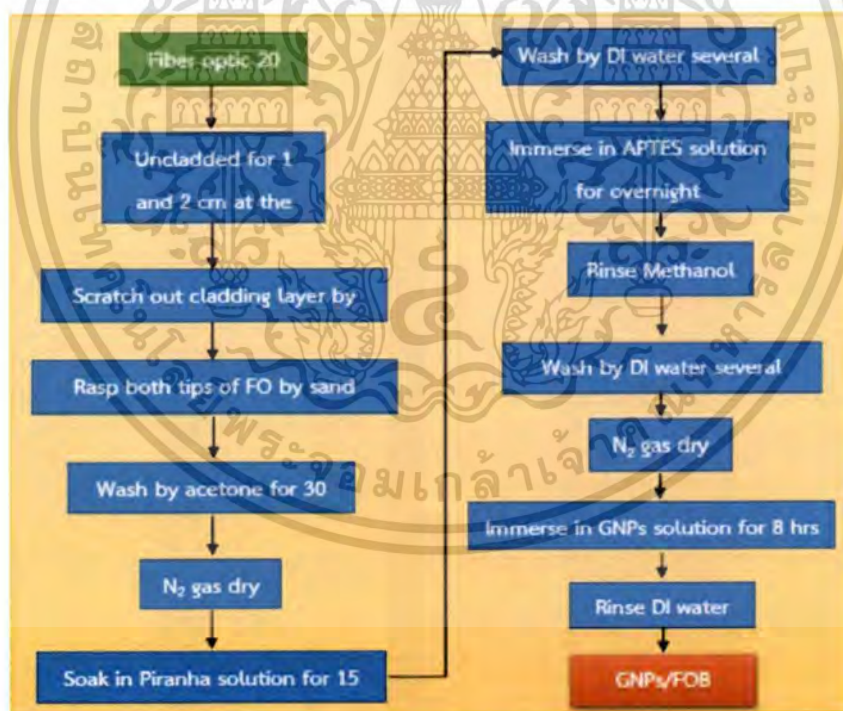 Fiber optic 20
Uncladded for 1
and 2 cm at the
Scratch out cladding layer by
Rasp both tips of FO by sand
Wash by acetone for 30
N₂ gas dry
Soak in Piranha solution for 15
Wash by DI water several
Immerse in APTES solution
for overnight
Rinse Methanol
Wash by DI water several
N₂ gas dry
Immerse in GNPs solution for 8 hrs
Rinse DI water
GNPs/FOB